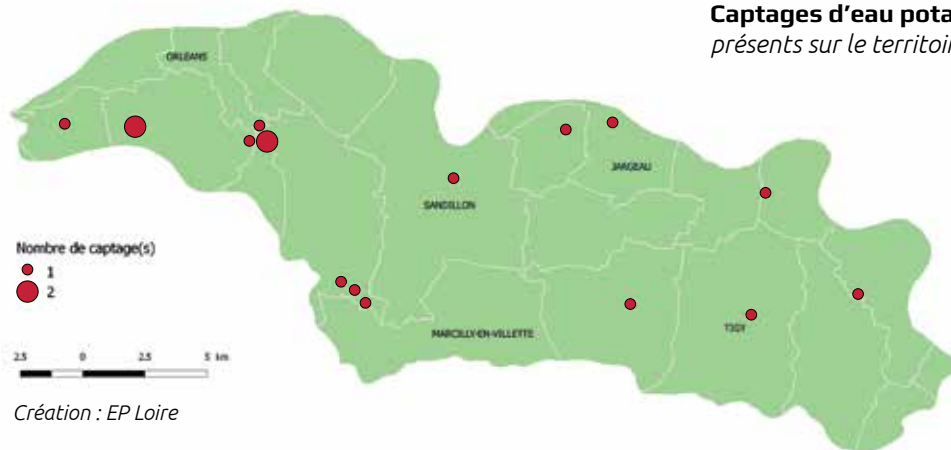 Captages d'eau pota
présents sur le territoir
ORLEANS
JARGEAU
SANDILLON
MARCILLY-EN-VILLETTE
TIGY
Nombre de captage(s)
1
2
2.5 0 2.5 5 km
Création : EP Loire